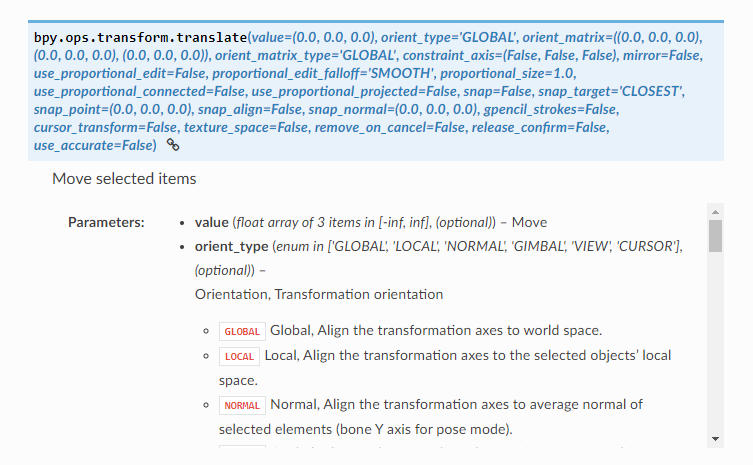 bpy.ops.transform.translate(value=(0.0, 0.0, 0.0), orient_type='GLOBAL', orient_matrix=((0.0, 0.0, 0.0),
(0.0, 0.0, 0.0), (0.0, 0.0, 0.0)), orient_matrix_type='GLOBAL', constraint_axis=(False, False, False), mirror=False,
use_proportional_edit=False, proportional_edit_falloff='SMOOTH', proportional_size=1.0,
use_proportional_connected=False, use_proportional_projected=False, snap=False, snap_target='CLOSEST',
snap_point=(0.0, 0.0, 0.0), snap_align=False, snap_normal=(0.0, 0.0, 0.0), gpencil_strokes=False,
cursor_transform=False, texture_space=False, remove_on_cancel=False, release_confirm=False,
use_accurate=False)
Move selected items
Parameters:
• value (float array of 3 items in [-inf, inf], (optional)) – Move
• orient_type (enum in ['GLOBAL', 'LOCAL', 'NORMAL', 'GIMBAL', 'VIEW', 'CURSOR'],
(optional)) –
Orientation, Transformation orientation
◦ GLOBAL Global, Align the transformation axes to world space.
◦ LOCAL Local, Align the transformation axes to the selected objects' local
space.
◦ NORMAL Normal, Align the transformation axes to average normal of
selected elements (bone Y axis for pose mode).